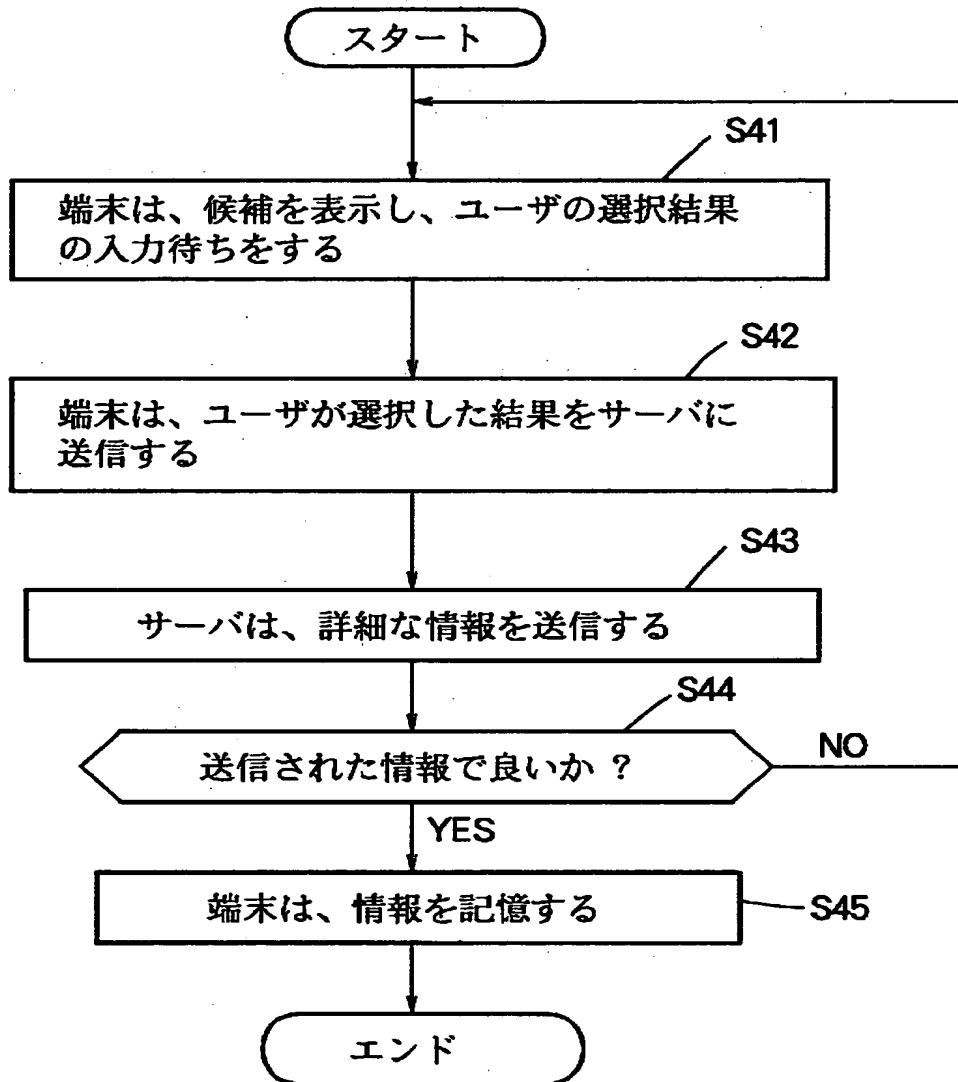 スタート
S41
端末は、候補を表示し、ユーザの選択結果
の入力待ちをする
S42
端末は、ユーザが選択した結果をサーバに
送信する
S43
サーバは、詳細な情報を送信する
S44
送信された情報で良いか？
NO
YES
端末は、情報を記憶する
S45
エンド